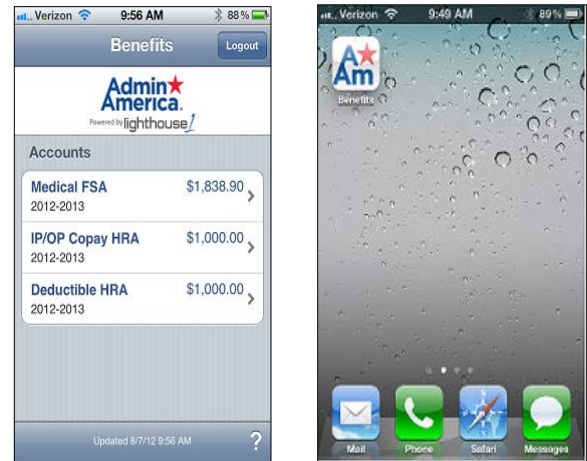 Verizon 9:56 AM 88%
Benefits
Logout
Admin
America.
Powered by lighthouse1
Accounts
Medical FSA $1,838.90
2012-2013
IP/OP Copay HRA $1,000.00
2012-2013
Deductible HRA $1,000.00
2012-2013
Updated 8/7/12 9:56 AM ?
Verizon 9:49 AM 89%
A
Am
Benefits
Mail Phone Safari Messages